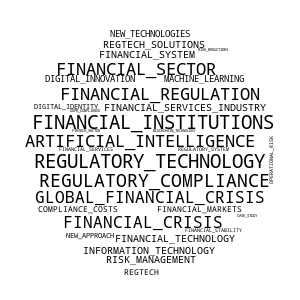 NEW_TECHNOLOGIES
REGTECH_SOLUTIONS
FINANCIAL_SYSTEM
FINANCIAL_SECTOR
DIGITAL_INNOVATION MACHINE_LEARNING
FINANCIAL_REGULATION
DIGITAL_IDENTITY FINANCIAL_SERVICES_INDUSTRY
FINANCIAL_INSTITUTIONS
ARTIFICIAL_INTELLIGENCE
FINANCIAL_SERVICES REGULATORY_SYSTEM
OPERATIONAL_RISK
REGULATORY_TECHNOLOGY
REGULATORY_COMPLIANCE
GLOBAL_FINANCIAL_CRISIS
COMPLIANCE_COSTS FINANCIAL_MARKETS
CASE_STUDY
FINANCIAL_CRISIS
FINANCIAL_STABILITY
NEW_APPROACH FINANCIAL_TECHNOLOGY
INFORMATION_TECHNOLOGY
RISK_MANAGEMENT
REGTECH